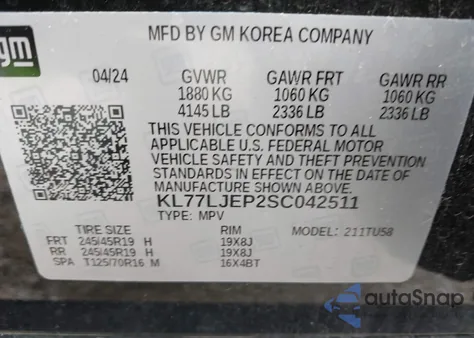 gm
MFD BY GM KOREA COMPANY
04/24 GVWR GAWR FRT GAWR RR
1880 KG 1060 KG 1060 KG
4145 LB 2336 LB 2336 LB
THIS VEHICLE CONFORMS TO ALL
APPLICABLE U.S. FEDERAL MOTOR
VEHICLE SAFETY AND THEFT PREVENTION
STANDARDS IN EFFECT ON THE DATE OF
MANUFACTURE SHOWN ABOVE.
KL77LJEP2SC042511
TYPE: MPV MODEL: 211TU58
TIRE SIZE RIM
FRT 245/45R19 H 19X8J
RR 245/45R19 H 19X8J
SPA T125/70R16 M 16X4BT
autaSnap